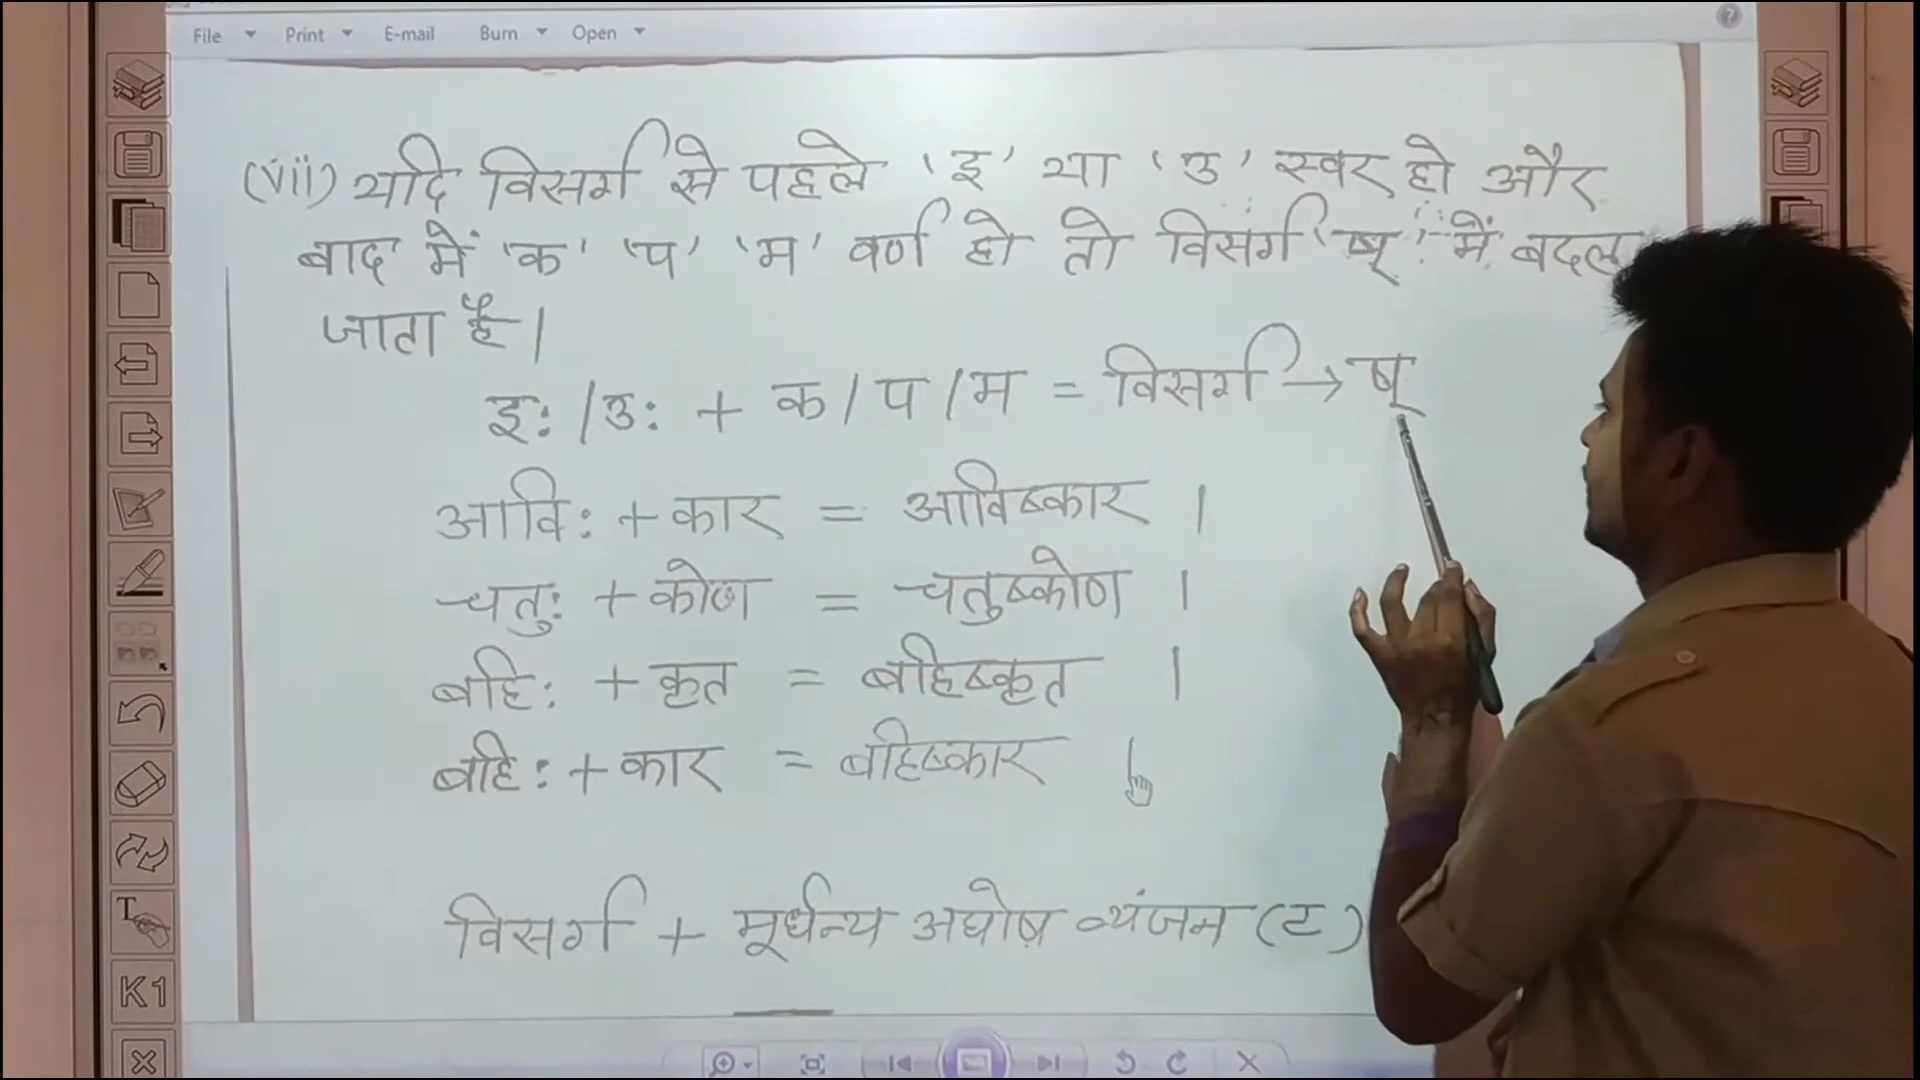 File Print E-mail Burn Open
(vii) यदि विसर्ग से पहले 'इ' या 'उ' स्वर हो और
बाद में 'क' 'प' 'म' वर्ण हो तो विसर्ग 'ष्' में बदल
जाता है।
इः/उः + क/प/म = विसर्ग → ष्
आविः + कार = आविष्कार ।
चतुः + कोण = चतुष्कोण ।
बहिः + कृत = बहिष्कृत ।
बहिः + कार = बहिष्कार ।
विसर्ग + मूर्धन्य अघोष व्यंजन (ट)
T
K1